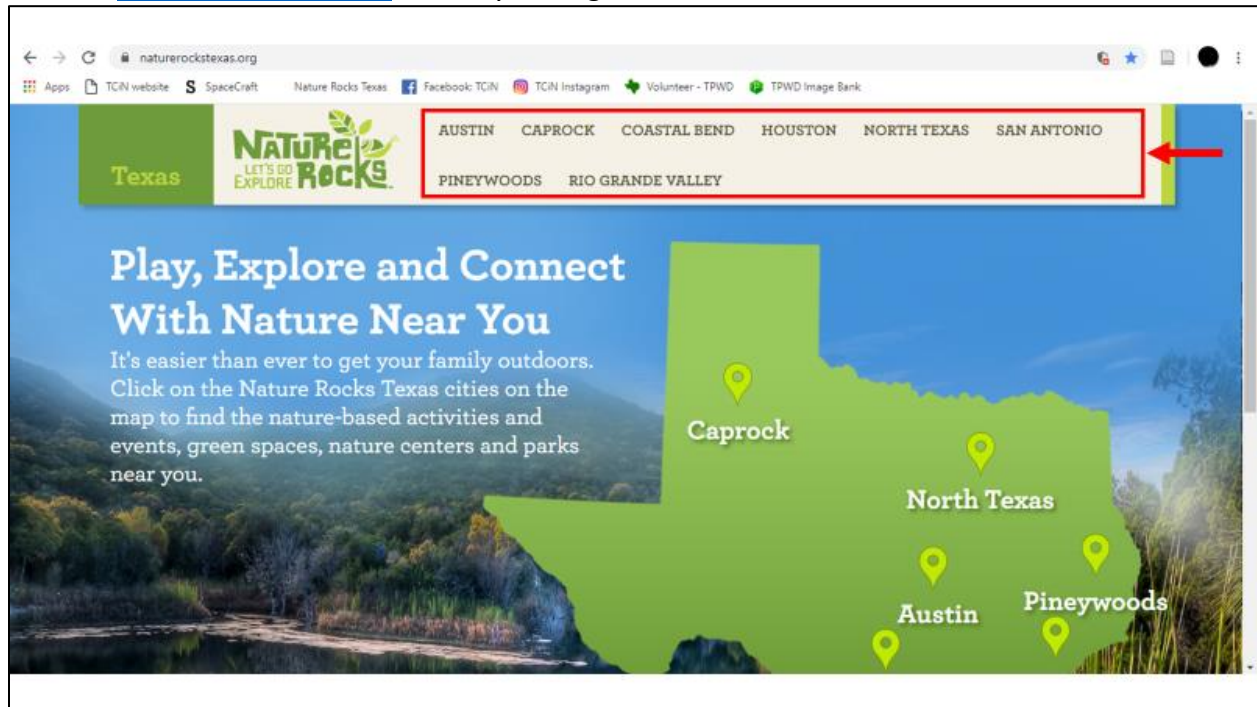 naturerockstexas.org
Apps TCiN website S SpaceCraft Nature Rocks Texas Facebook: TCiN TCiN Instagram Volunteer - TPWD TPWD Image Bank
AUSTIN CAPROCK COASTAL BEND HOUSTON NORTH TEXAS SAN ANTONIO
Texas
NATURE
LET'S GO
EXPLORE
ROCKS
PINEYWOODS RIO GRANDE VALLEY
Play, Explore and Connect
With Nature Near You
It's easier than ever to get your family outdoors.
Click on the Nature Rocks Texas cities on the
map to find the nature-based activities and
events, green spaces, nature centers and parks
near you.
Caprock
North Texas
Austin
Pineywoods